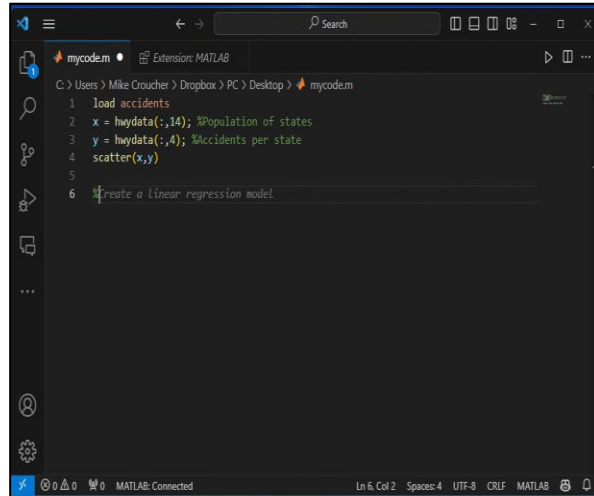 Search
mycode.m
Extension: MATLAB
C: > Users > Mike Croucher > Dropbox > PC > Desktop > mycode.m
1 load accidents
2 x = hwydata(:,14); %Population of states
3 y = hwydata(:,4); %Accidents per state
4 scatter(x,y)
5
6 %Create a linear regression model
1
0 0 0 MATLAB: Connected Ln 6, Col 2 Spaces: 4 UTF-8 CRLF MATLAB